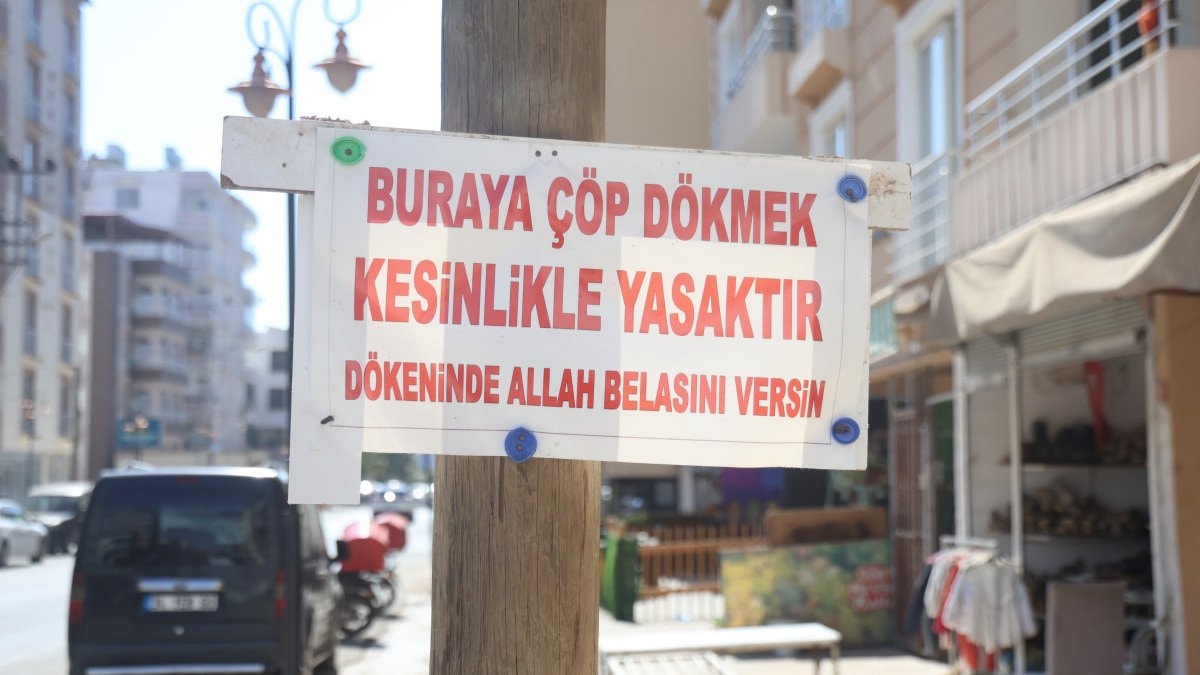 BURAYA ÇÖP DÖKMEK
KESiNLiKLE YASAKTIR
DÖKENiNDE ALLAH BELASINI VERSiN